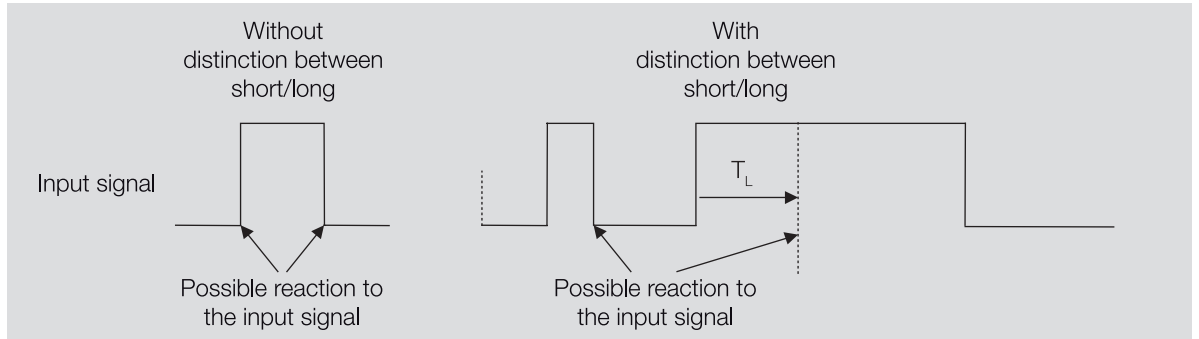 Without
distinction between
short/long
With
distinction between
short/long
Input signal
T_L
Possible reaction to
the input signal
Possible reaction to
the input signal